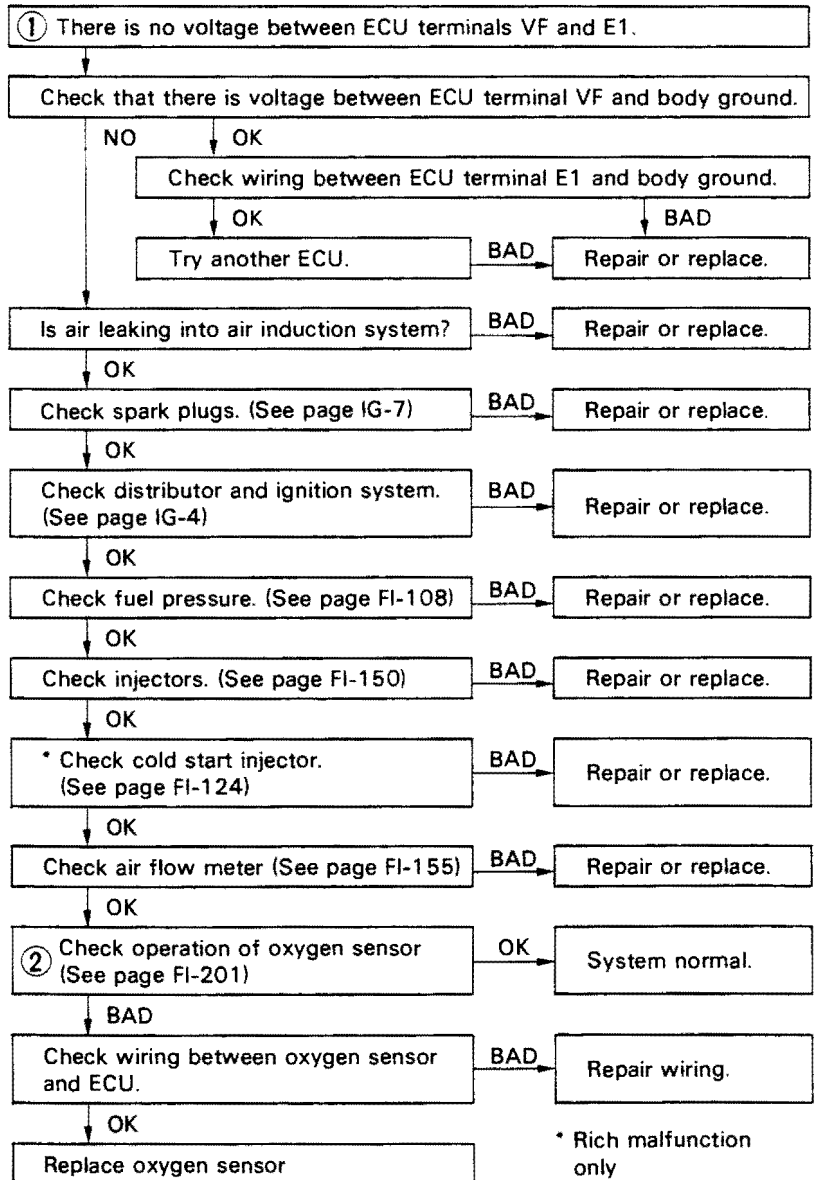 ① There is no voltage between ECU terminals VF and E1.
Check that there is voltage between ECU terminal VF and body ground.
NO
OK
Check wiring between ECU terminal E1 and body ground.
OK
BAD
Try another ECU.
BAD
Repair or replace.
Is air leaking into air induction system?
BAD
Repair or replace.
OK
Check spark plugs. (See page IG-7)
BAD
Repair or replace.
OK
Check distributor and ignition system.
(See page IG-4)
BAD
Repair or replace.
OK
Check fuel pressure. (See page FI-108)
BAD
Repair or replace.
OK
Check injectors. (See page FI-150)
BAD
Repair or replace.
OK
* Check cold start injector.
(See page FI-124)
BAD
Repair or replace.
OK
Check air flow meter (See page FI-155)
BAD
Repair or replace.
OK
② Check operation of oxygen sensor
(See page FI-201)
OK
System normal.
BAD
Check wiring between oxygen sensor
and ECU.
BAD
Repair wiring.
OK
Replace oxygen sensor
* Rich malfunction
only